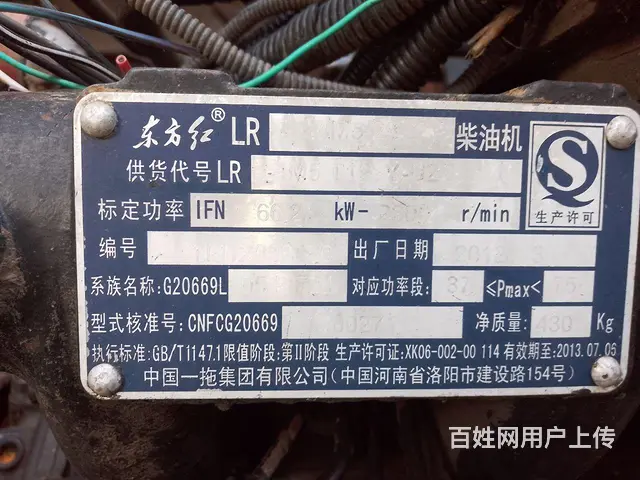 东方红® LR 柴油机
供货代号LR
标定功率 IFN kW- r/min
编号 出厂日期
系族名称:G20669L 对应功率段: 37 ≤Pmax<
型式核准号:CNFCG20669 净质量: 430 Kg
执行标准:GB/T1147.1 限值阶段:第II阶段 生产许可证:XK06-002-00 114 有效期至:2013.07.05
中国一拖集团有限公司(中国河南省洛阳市建设路154号)
QS
生产许可
百姓网用户上传